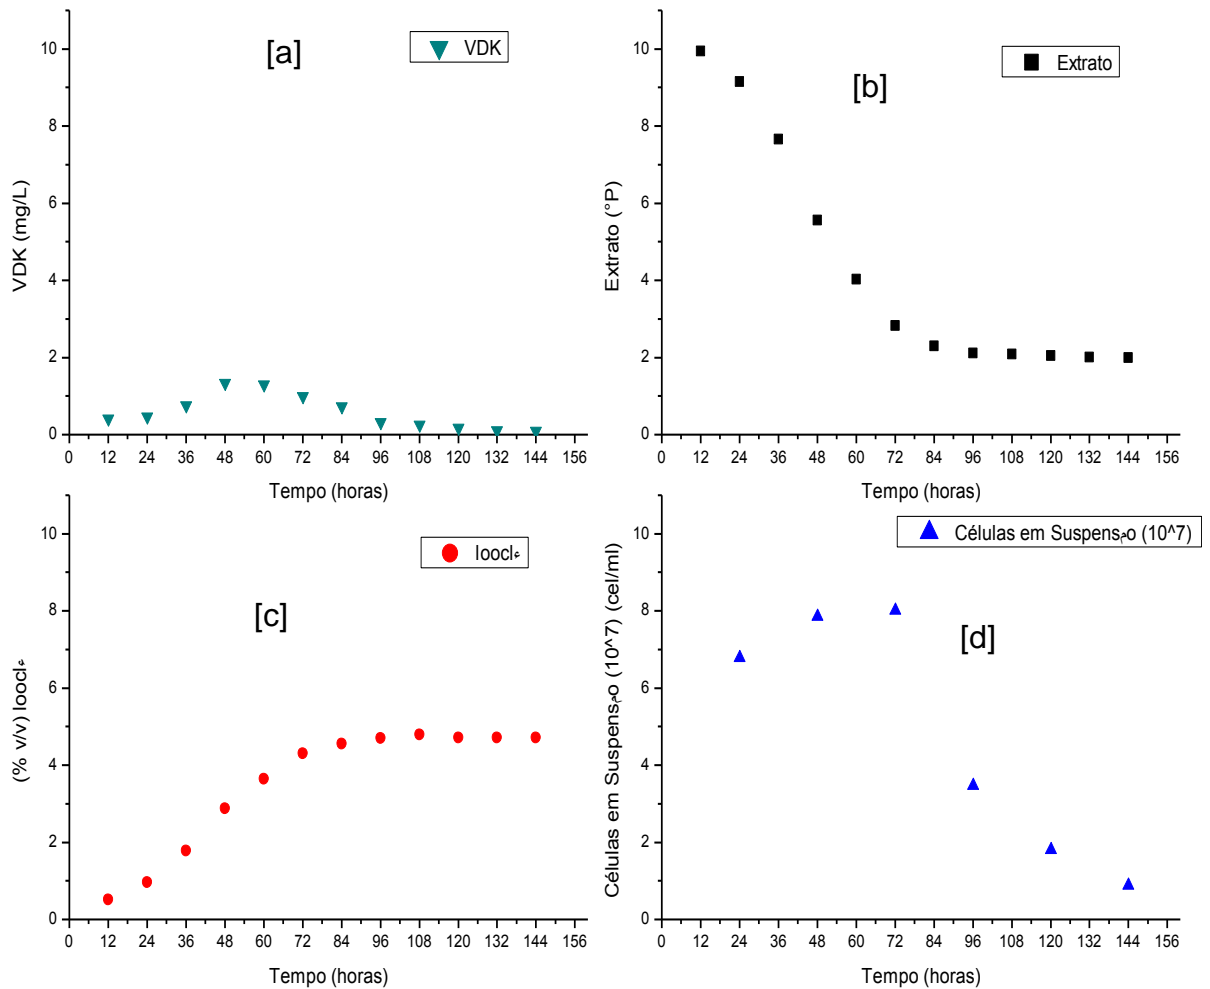 [a]
VDK
VDK (mg/L)
10
8
6
4
2
0
0 12 24 36 48 60 72 84 96 108 120 132 144 156
Tempo (horas)
[b]
Extrato
Extrato (°P)
10
8
6
4
2
0
0 12 24 36 48 60 72 84 96 108 120 132 144 156
Tempo (horas)
[c]
looclء
(% v/v) looclء
10
8
6
4
2
0
0 12 24 36 48 60 72 84 96 108 120 132 144 156
Tempo (horas)
[d]
Células em Suspensمo (10^7)
Células em Suspensمo (10^7) (cel/ml)
10
8
6
4
2
0
0 12 24 36 48 60 72 84 96 108 120 132 144 156
Tempo (horas)